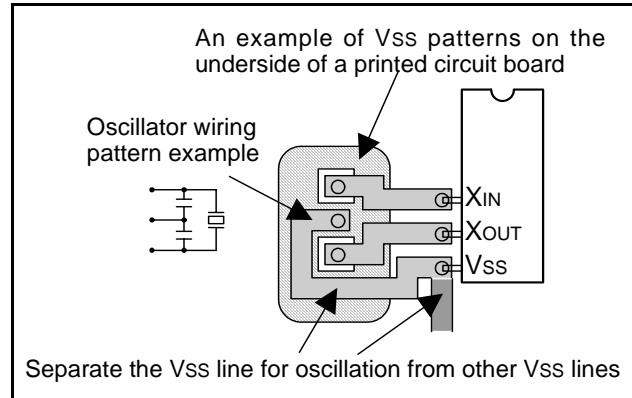 An example of VSS patterns on the
underside of a printed circuit board
Oscillator wiring
pattern example
XIN
XOUT
VSS
Separate the VSS line for oscillation from other VSS lines